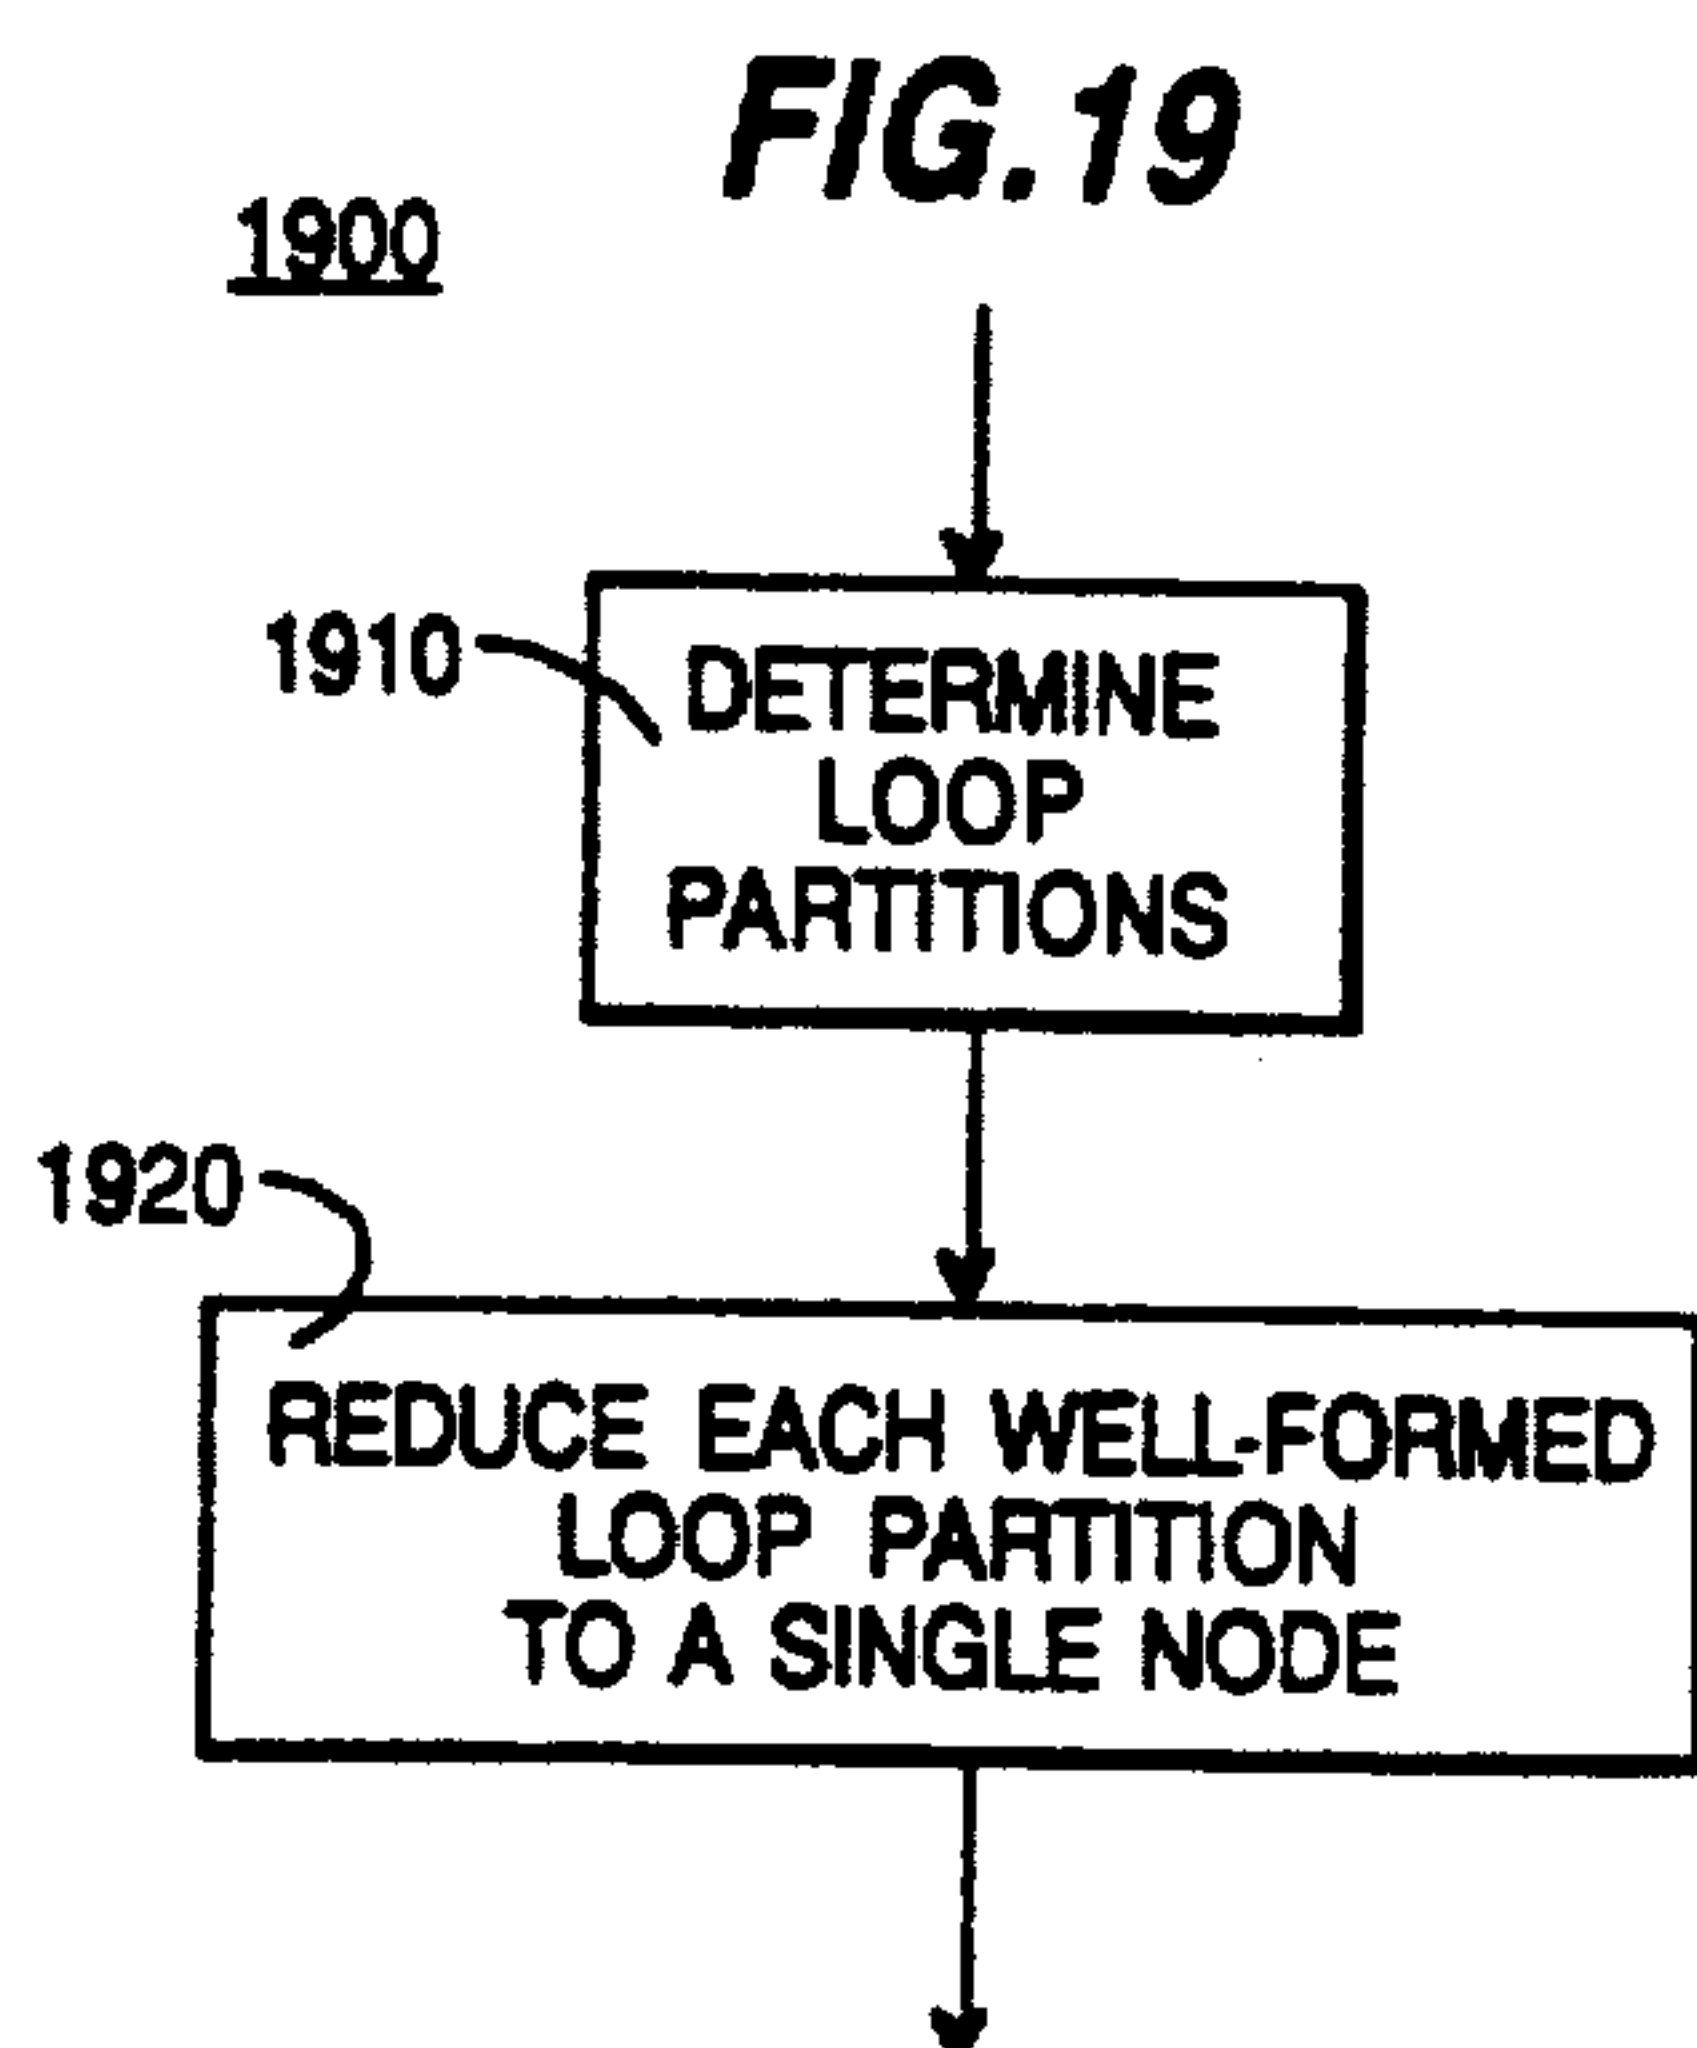 FIG.19
1900
1910
DETERMINE
LOOP
PARTITIONS
1920
REDUCE EACH WELL-FORMED
LOOP PARTITION
TO A SINGLE NODE